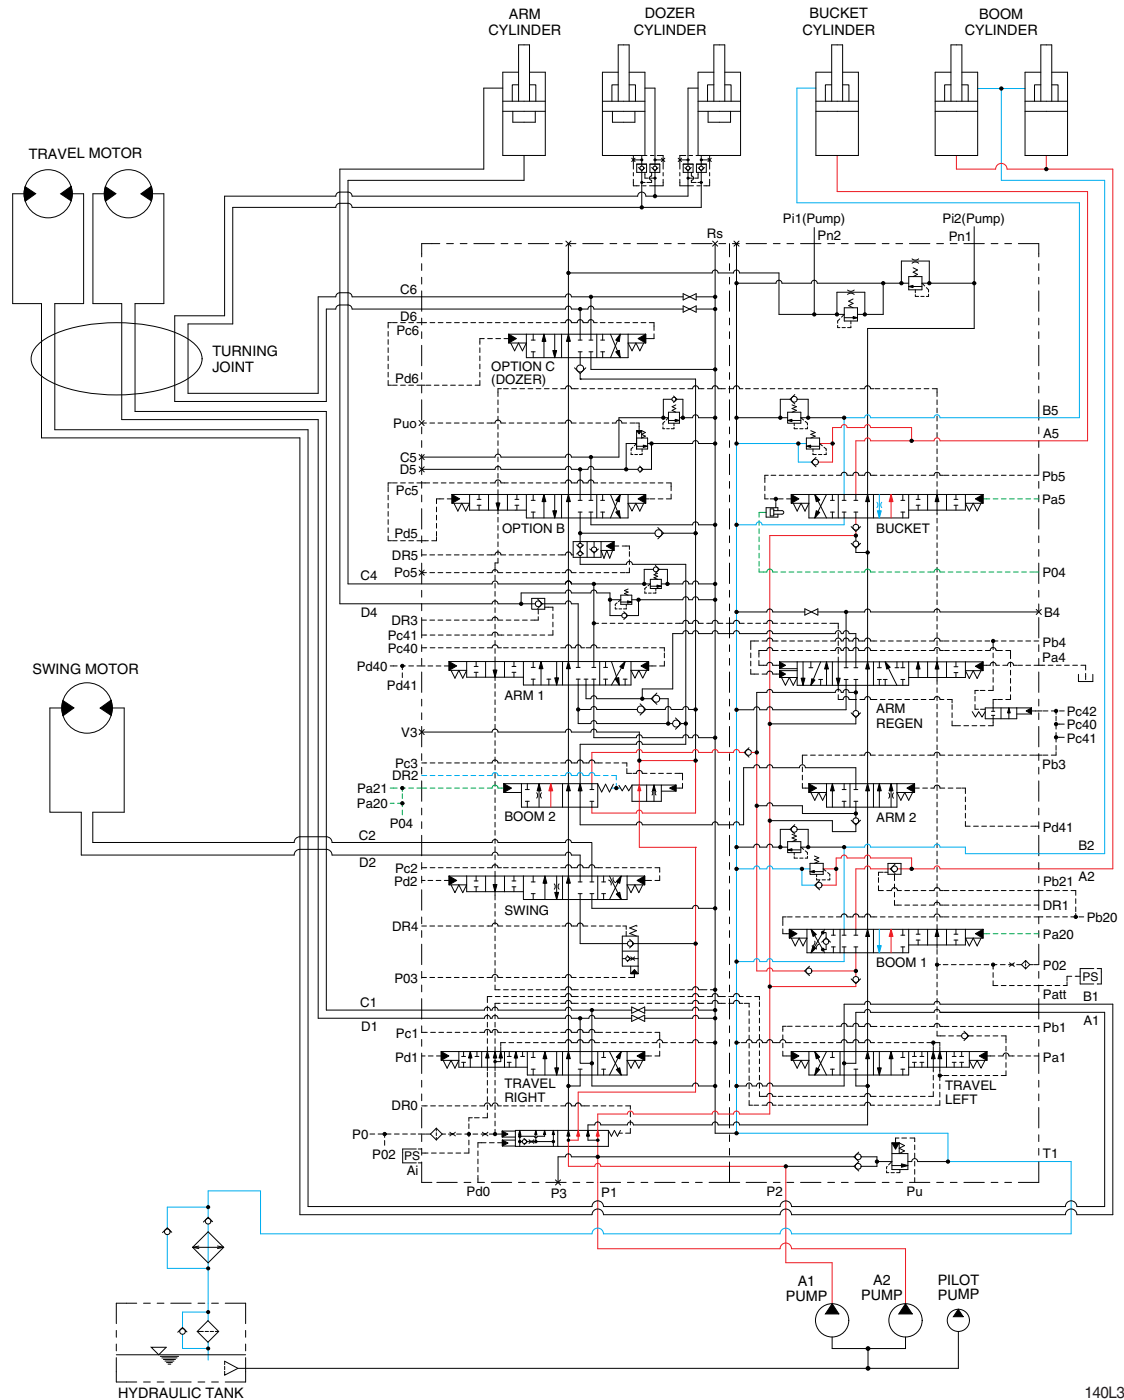 ARM
CYLINDER
DOZER
CYLINDER
BUCKET
CYLINDER
BOOM
CYLINDER
TRAVEL MOTOR
TURNING
JOINT
SWING MOTOR
Rs
Pi1(Pump)
Pn2
Pi2(Pump)
Pn1
C6
D6
Pc6
Pd6
OPTION C
(DOZER)
Puo
C5
D5
Pc5
Pd5
OPTION B
DR5
Po5
C4
D4
DR3
Pc41
Pc40
Pd40
Pd41
ARM 1
V3
Pc3
DR2
Pa21
Pa20
P04
BOOM 2
C2
D2
Pc2
Pd2
SWING
DR4
P03
C1
D1
Pc1
Pd1
TRAVEL
RIGHT
DR0
P0
P02
PS
Ai
Pd0
P3
P1
P2
Pu
B5
A5
Pb5
Pa5
BUCKET
P04
B4
Pb4
Pa4
ARM
REGEN
Pc42
Pc40
Pc41
Pb3
ARM 2
Pd41
B2
A2
Pb21
DR1
Pb20
Pa20
BOOM 1
P02
PS
Patt
B1
A1
Pb1
Pa1
TRAVEL
LEFT
T1
A1
PUMP
A2
PUMP
PILOT
PUMP
HYDRAULIC TANK
140L3